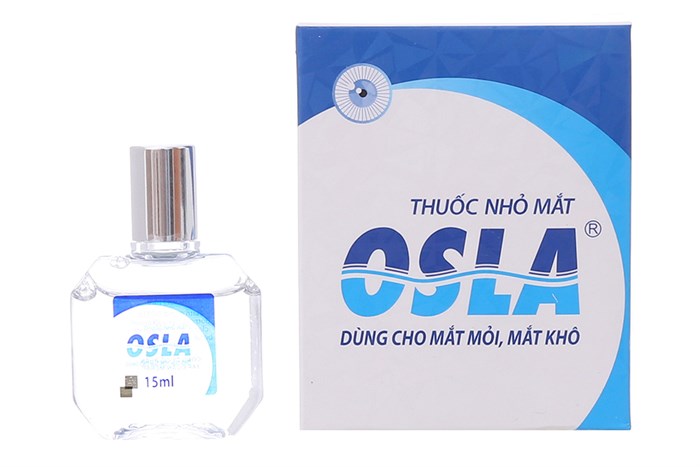 THUỐC NHỎ MẮT
OSLA®
DÙNG CHO MẮT MỎI, MẮT KHÔ
OSLA
15ml